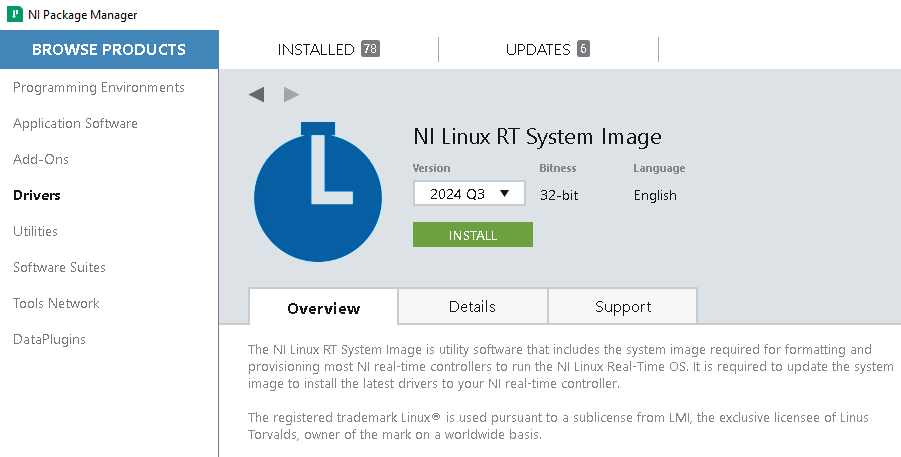 NI Package Manager
BROWSE PRODUCTS
INSTALLED 78
UPDATES 6
Programming Environments
Application Software
Add-Ons
Drivers
Utilities
Software Suites
Tools Network
DataPlugins
NI Linux RT System Image
Version Bitness Language
2024 Q3 32-bit English
INSTALL
Overview Details Support
The NI Linux RT System Image is utility software that includes the system image required for formatting and
provisioning most NI real-time controllers to run the NI Linux Real-Time OS. It is required to update the system
image to install the latest drivers to your NI real-time controller.
The registered trademark Linux® is used pursuant to a sublicense from LMI, the exclusive licensee of Linus
Torvalds, owner of the mark on a worldwide basis.